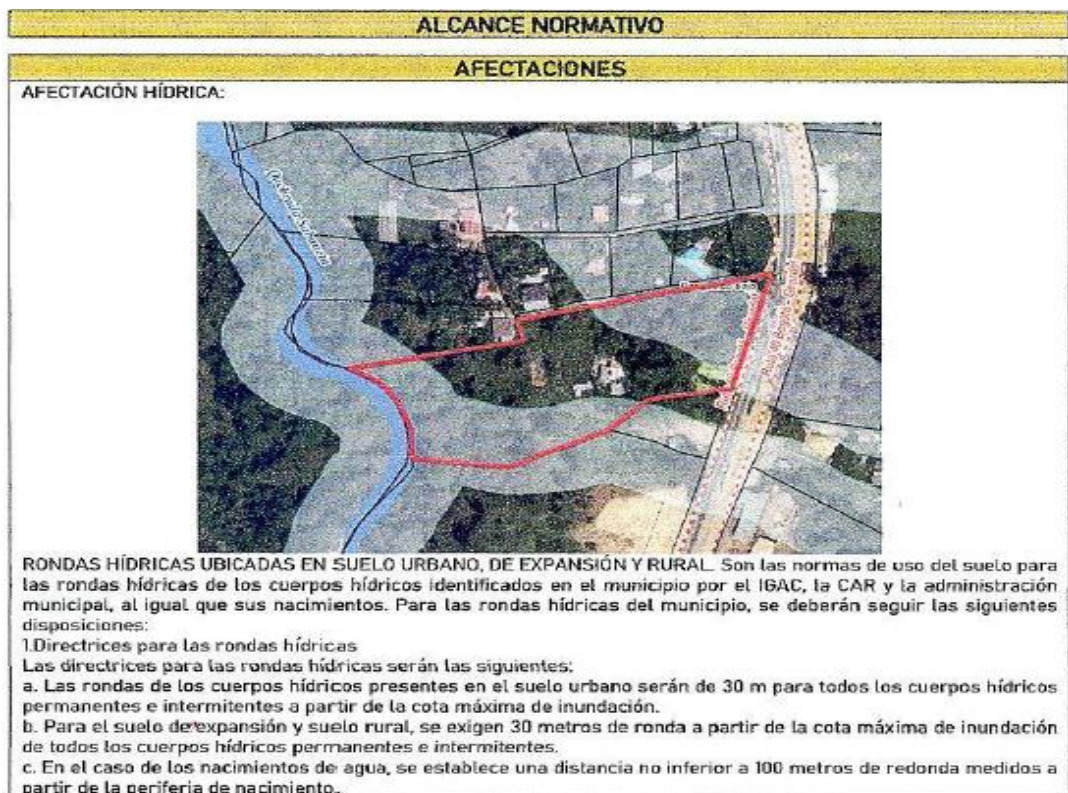 ALCANCE NORMATIVO
AFECTACIONES
AFECTACIÓN HÍDRICA:
RONDAS HÍDRICAS UBICADAS EN SUELO URBANO, DE EXPANSIÓN Y RURAL. Son las normas de uso del suelo para
las rondas hídricas de los cuerpos hídricos identificados en el municipio por el IGAC, la CAR y la administración
municipal, al igual que sus nacimientos. Para las rondas hídricas del municipio, se deberán seguir las siguientes
disposiciones:
1.Directrices para las rondas hídricas
Las directrices para las rondas hídricas serán las siguientes:
a. Las rondas de los cuerpos hídricos presentes en el suelo urbano serán de 30 m para todos los cuerpos hídricos
permanentes e intermitentes a partir de la cota máxima de inundación.
b. Para el suelo de expansión y suelo rural, se exigen 30 metros de ronda a partir de la cota máxima de inundación
de todos los cuerpos hídricos permanentes e intermitentes.
c. En el caso de los nacimientos de agua, se establece una distancia no inferior a 100 metros de redonda medidos a
partir de la periferia de nacimiento.